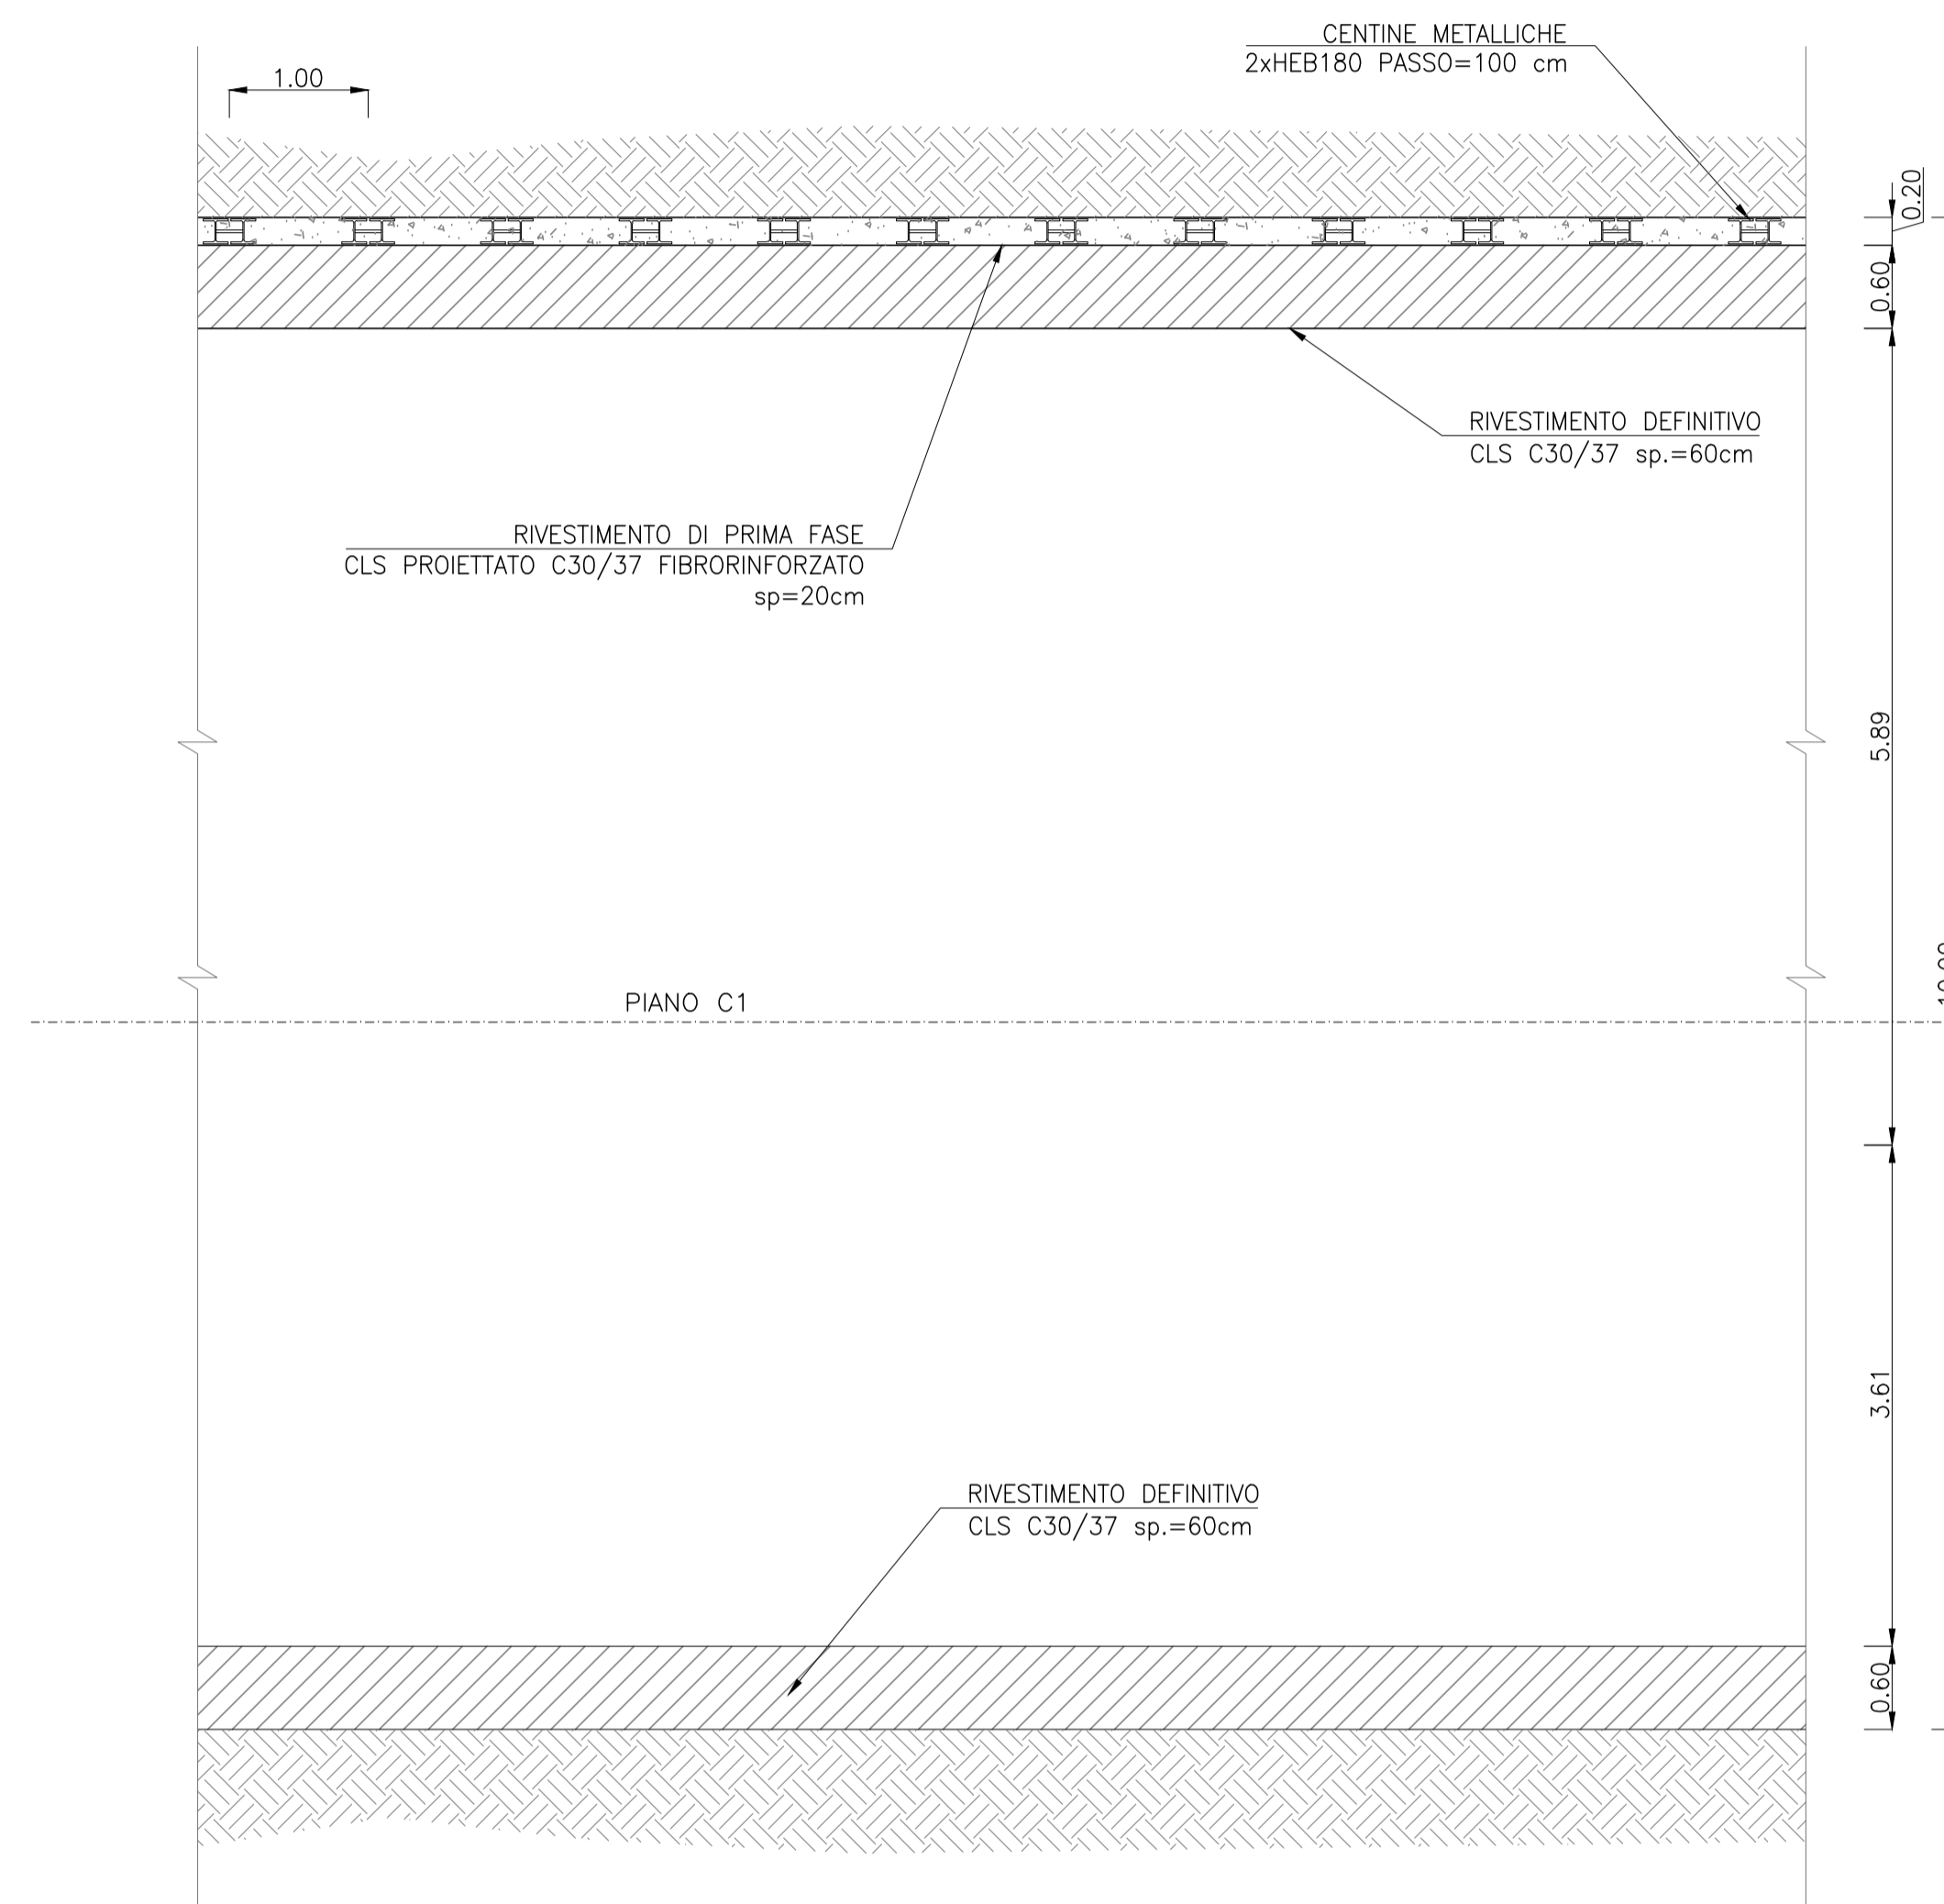 CENTINE METALLICHE
2xHEB180 PASSO=100 cm
1.00
0.20
0.60
RIVESTIMENTO DEFINITIVO
CLS C30/37 sp.=60cm
RIVESTIMENTO DI PRIMA FASE
CLS PROIETTATO C30/37 FIBRORINFORZATO
sp=20cm
5.89
PIANO C1
3.61
RIVESTIMENTO DEFINITIVO
CLS C30/37 sp.=60cm
0.60